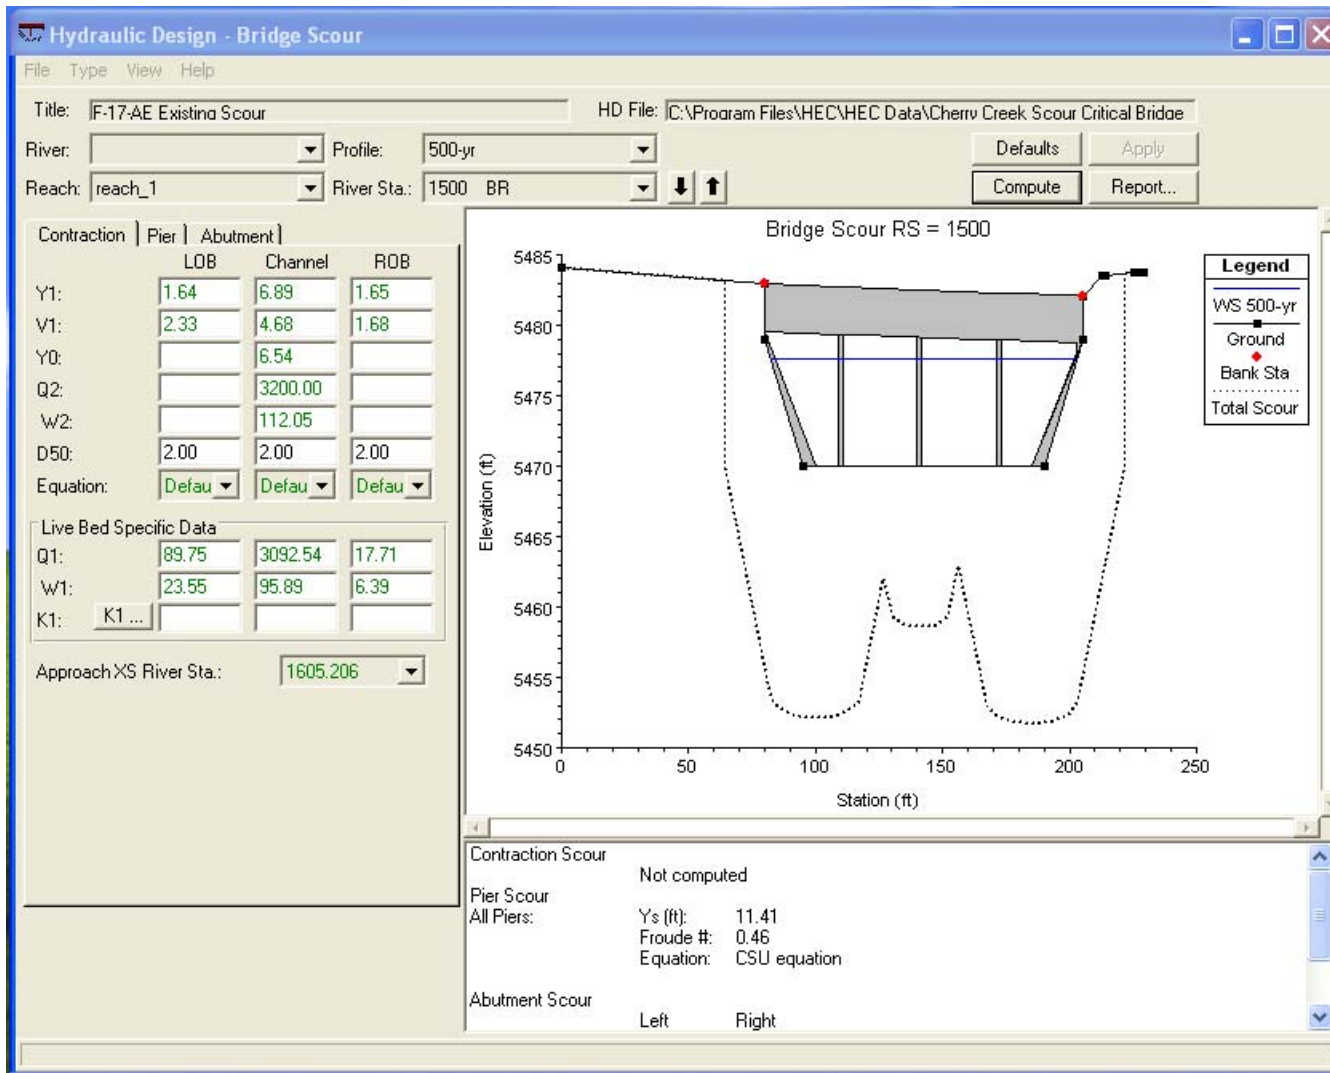 Hydraulic Design - Bridge Scour
File Type View Help
Title: F-17-AE Existing Scour HD File: C:\Program Files\HEC\HEC Data\Cherry Creek Scour Critical Bridge
River: Profile: 500-yr Defaults Apply
Reach: reach_1 River Sta.: 1500 BR Compute Report...
Contraction Pier Abutment
LOB Channel ROB
Y1: 1.64 6.89 1.65
V1: 2.33 4.68 1.68
Y0: 6.54
Q2: 3200.00
W2: 112.05
D50: 2.00 2.00 2.00
Equation: Defau Defau Defau
Live Bed Specific Data
Q1: 89.75 3092.54 17.71
W1: 23.55 95.89 6.39
K1: K1 ...
Approach XS River Sta.: 1605.206
Bridge Scour RS = 1500
5485
5480
5475
5470
5465
5460
5455
5450
Elevation (ft)
0 50 100 150 200 250
Station (ft)
Legend
WS 500-yr
Ground
Bank Sta
Total Scour
Contraction Scour
Not computed
Pier Scour
All Piers: Ys (ft): 11.41
Froude #: 0.46
Equation: CSU equation
Abutment Scour
Left Right